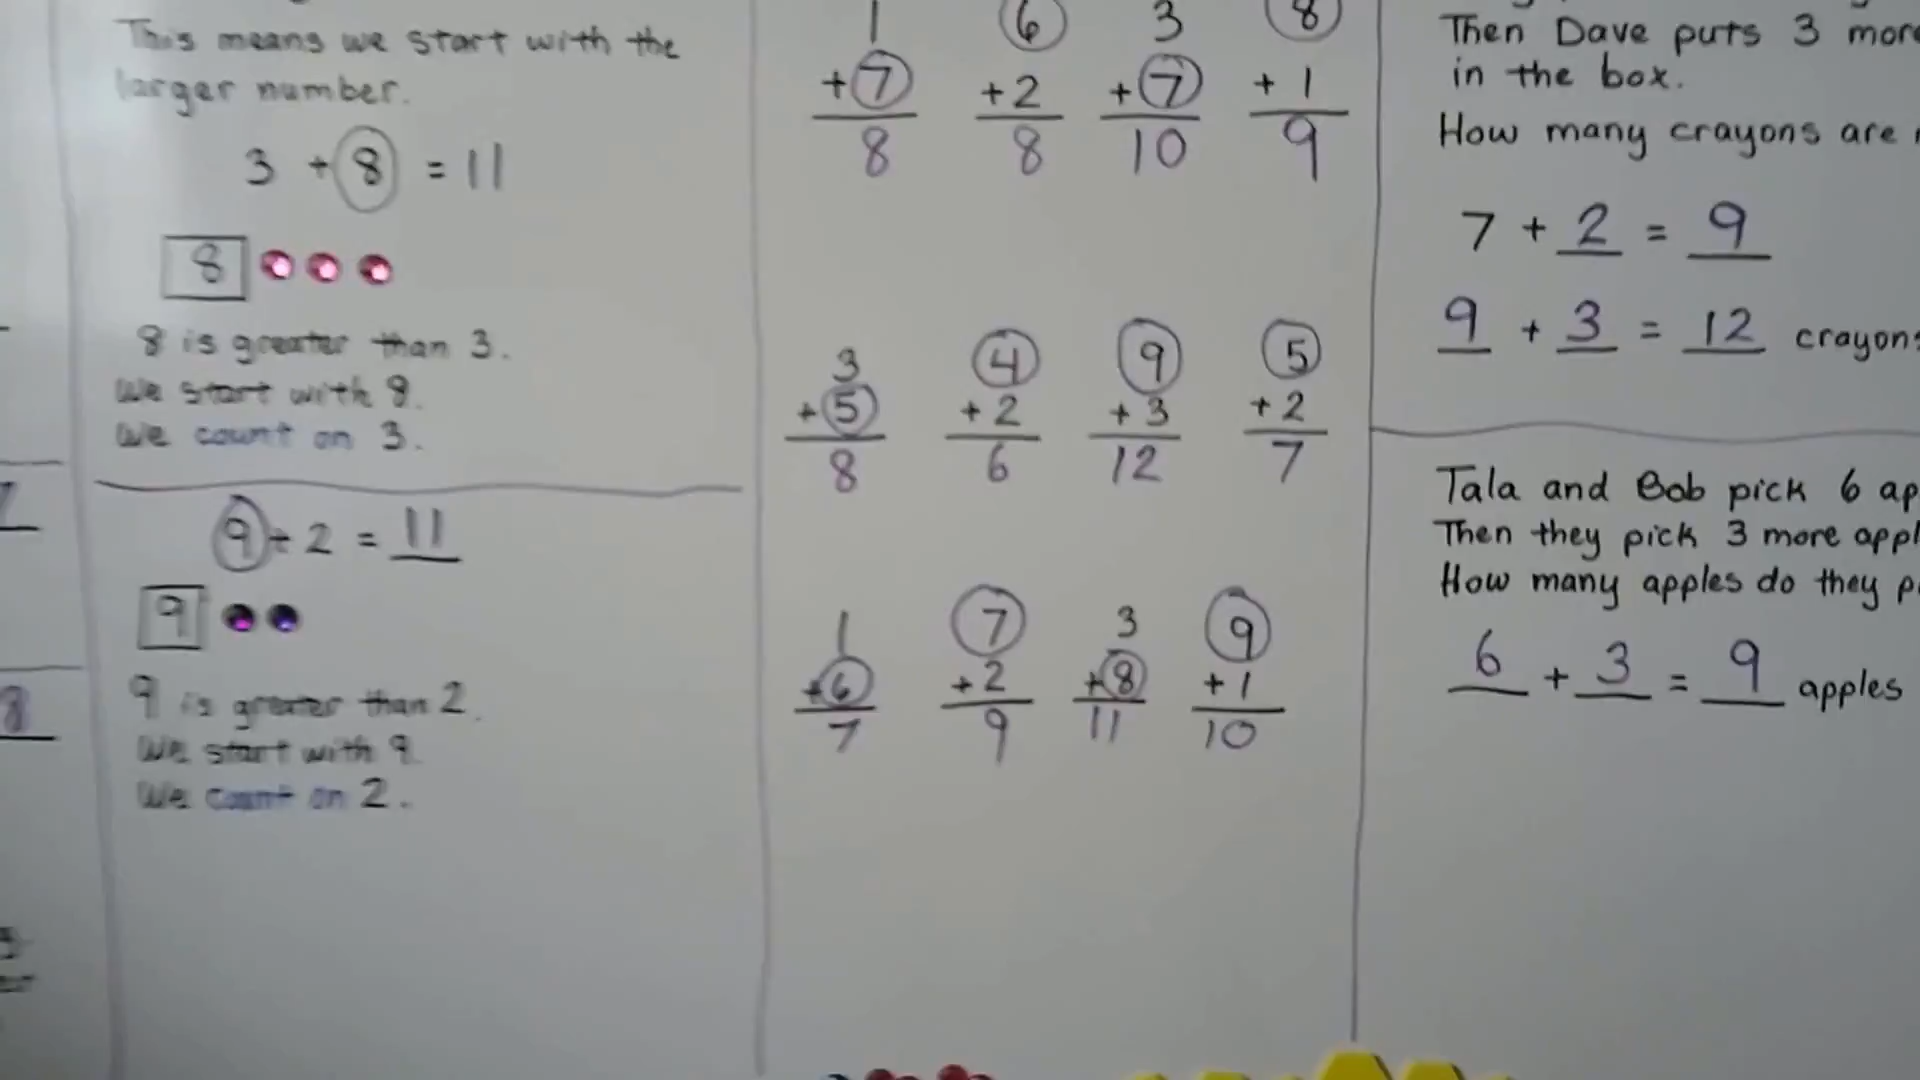 This means we start with the
larger number.
3 + 8 = 11
8
8 is greater than 3.
We start with 8.
We count on 3.
9 + 2 = 11
9
9 is greater than 2.
We start with 9.
We count on 2.
1 6 3 8
+7 +2 +7 +1
8 8 10 9
3 4 9 5
+5 +2 +3 +2
8 6 12 7
1 7 3 9
+6 +2 +8 +1
7 9 11 10
Then Dave puts 3 more
in the box.
How many crayons are
7 + 2 = 9
9 + 3 = 12 crayons
Tala and Bob pick 6 ap
Then they pick 3 more appl
How many apples do they p
6 + 3 = 9 apples
8